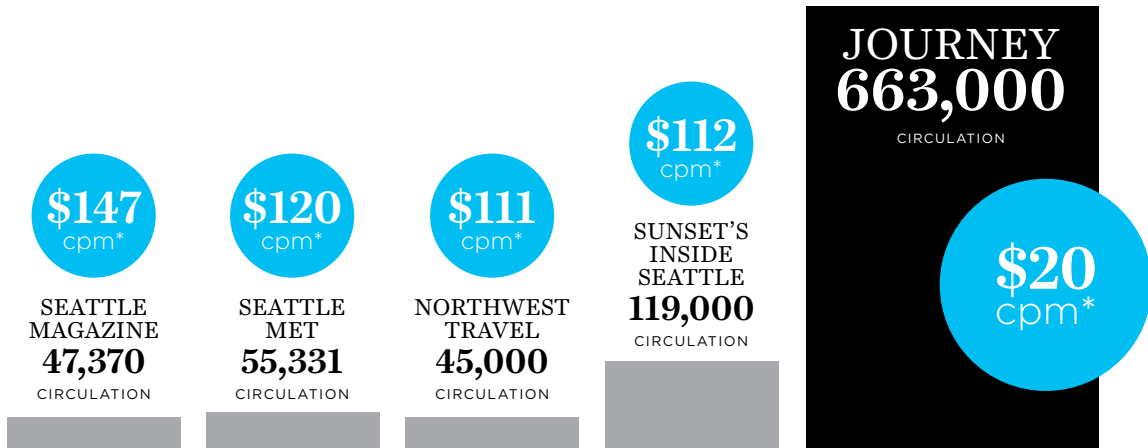 $147
cpm*
SEATTLE
MAGAZINE
47,370
CIRCULATION
$120
cpm*
SEATTLE
MET
55,331
CIRCULATION
$111
cpm*
NORTHWEST
TRAVEL
45,000
CIRCULATION
$112
cpm*
SUNSET'S
INSIDE
SEATTLE
119,000
CIRCULATION
JOURNEY
663,000
CIRCULATION
$20
cpm*